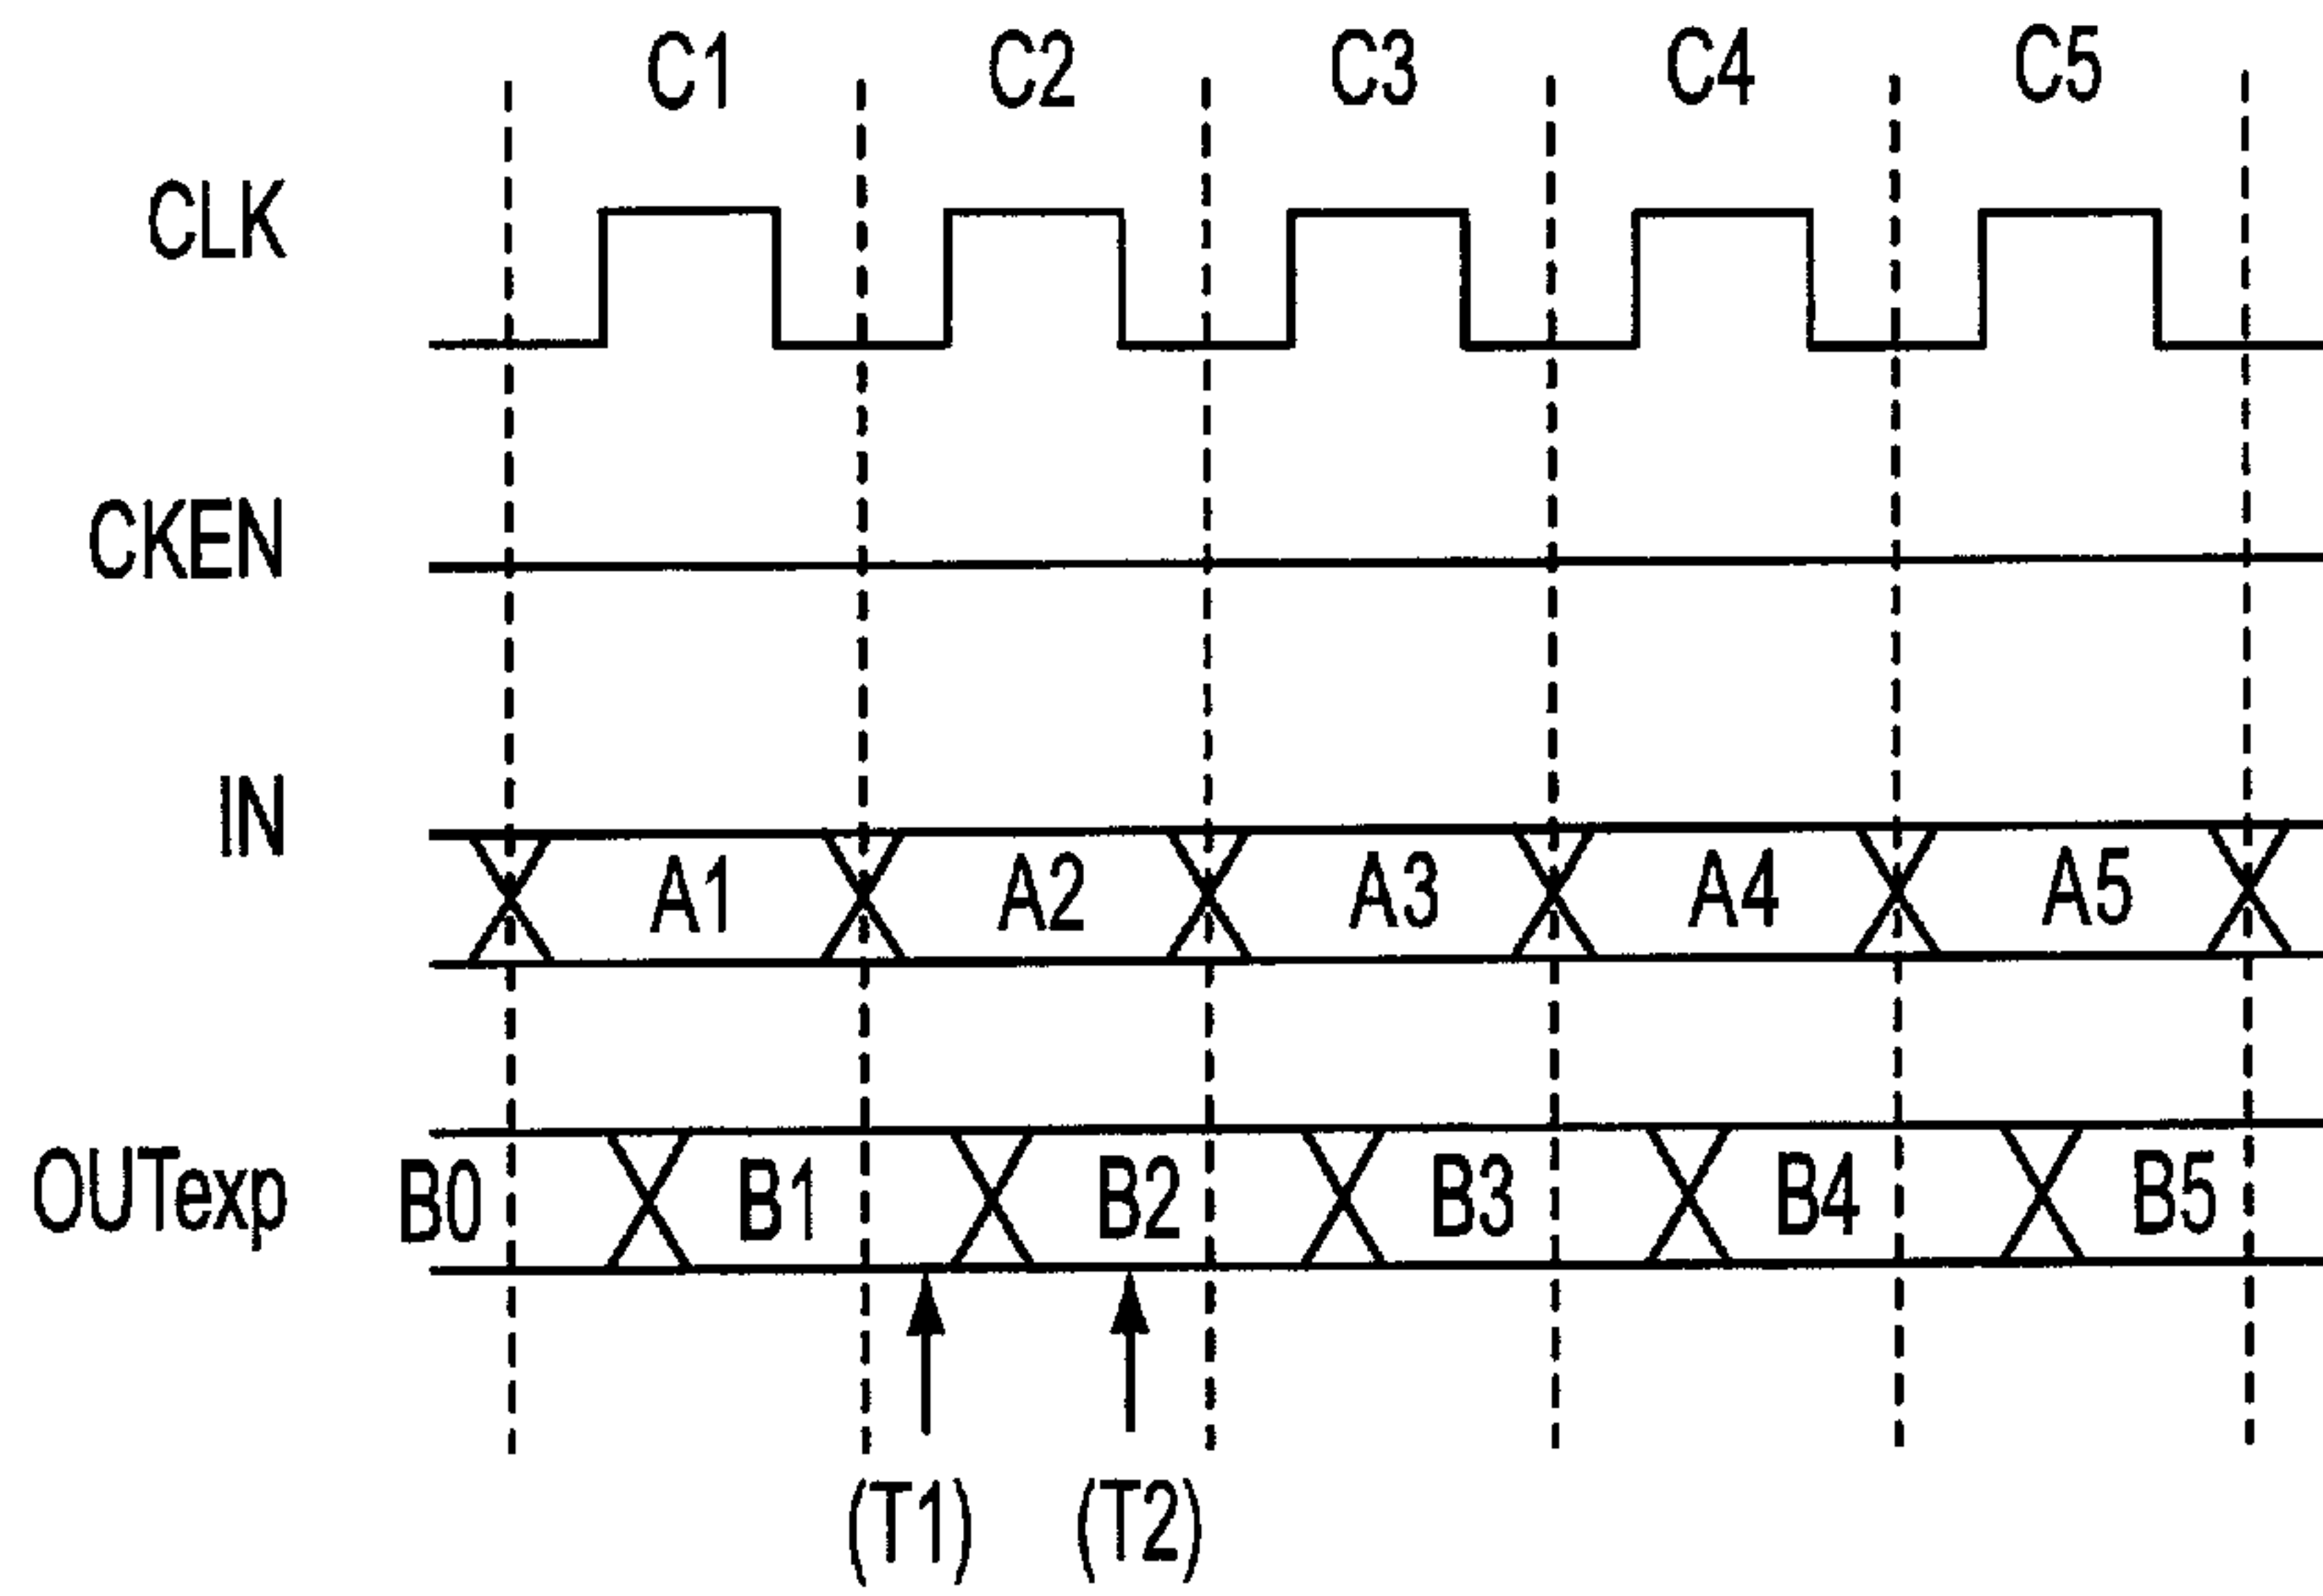 C1 C2 C3 C4 C5
CLK
CKEN
IN A1 A2 A3 A4 A5
OUTexp B0 B1 B2 B3 B4 B5
(T1) (T2)